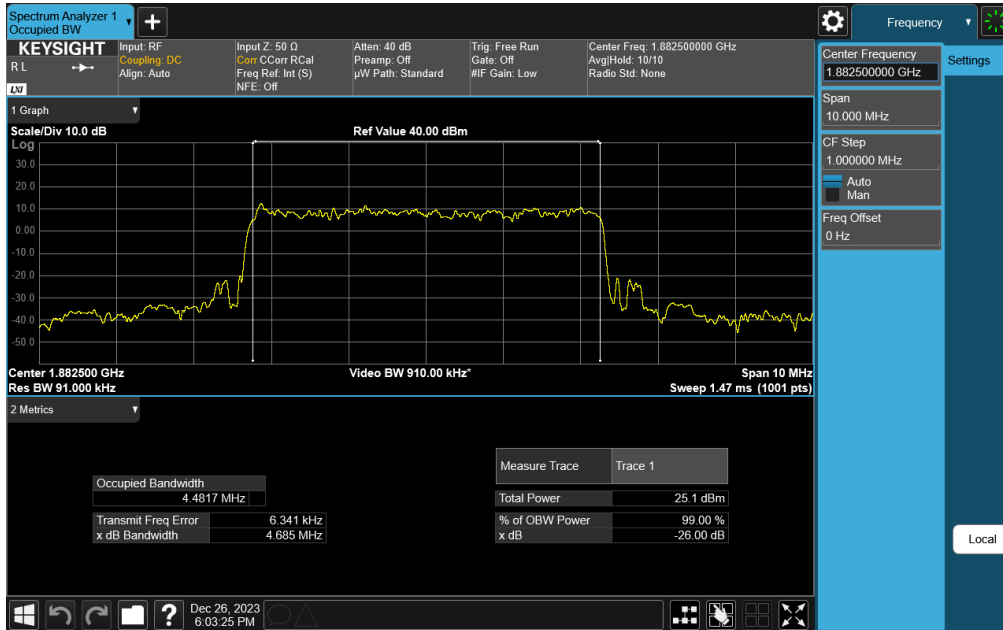 Spectrum Analyzer 1
Occupied BW
Frequency
KEYSIGHT
R L
LXI
Input: RF
Coupling: DC
Align: Auto
Input Z: 50 Ω
Corr CCorr RCal
Freq Ref: Int (S)
NFE: Off
Atten: 40 dB
Preamp: Off
µW Path: Standard
Trig: Free Run
Gate: Off
#IF Gain: Low
Center Freq: 1.882500000 GHz
Avg|Hold: 10/10
Radio Std: None
Center Frequency
1.882500000 GHz
Settings
Span
10.000 MHz
CF Step
1.000000 MHz
Auto
Man
Freq Offset
0 Hz
1 Graph
Scale/Div 10.0 dB
Ref Value 40.00 dBm
Log
30.0
20.0
10.0
0.00
-10.0
-20.0
-30.0
-40.0
-50.0
Center 1.882500 GHz
Video BW 910.00 kHz*
Span 10 MHz
Res BW 91.000 kHz
Sweep 1.47 ms (1001 pts)
2 Metrics
Measure Trace
Trace 1
Occupied Bandwidth
4.4817 MHz
Total Power
25.1 dBm
Transmit Freq Error
6.341 kHz
% of OBW Power
99.00 %
x dB Bandwidth
4.685 MHz
x dB
-26.00 dB
Local
?
Dec 26, 2023
6:03:25 PM